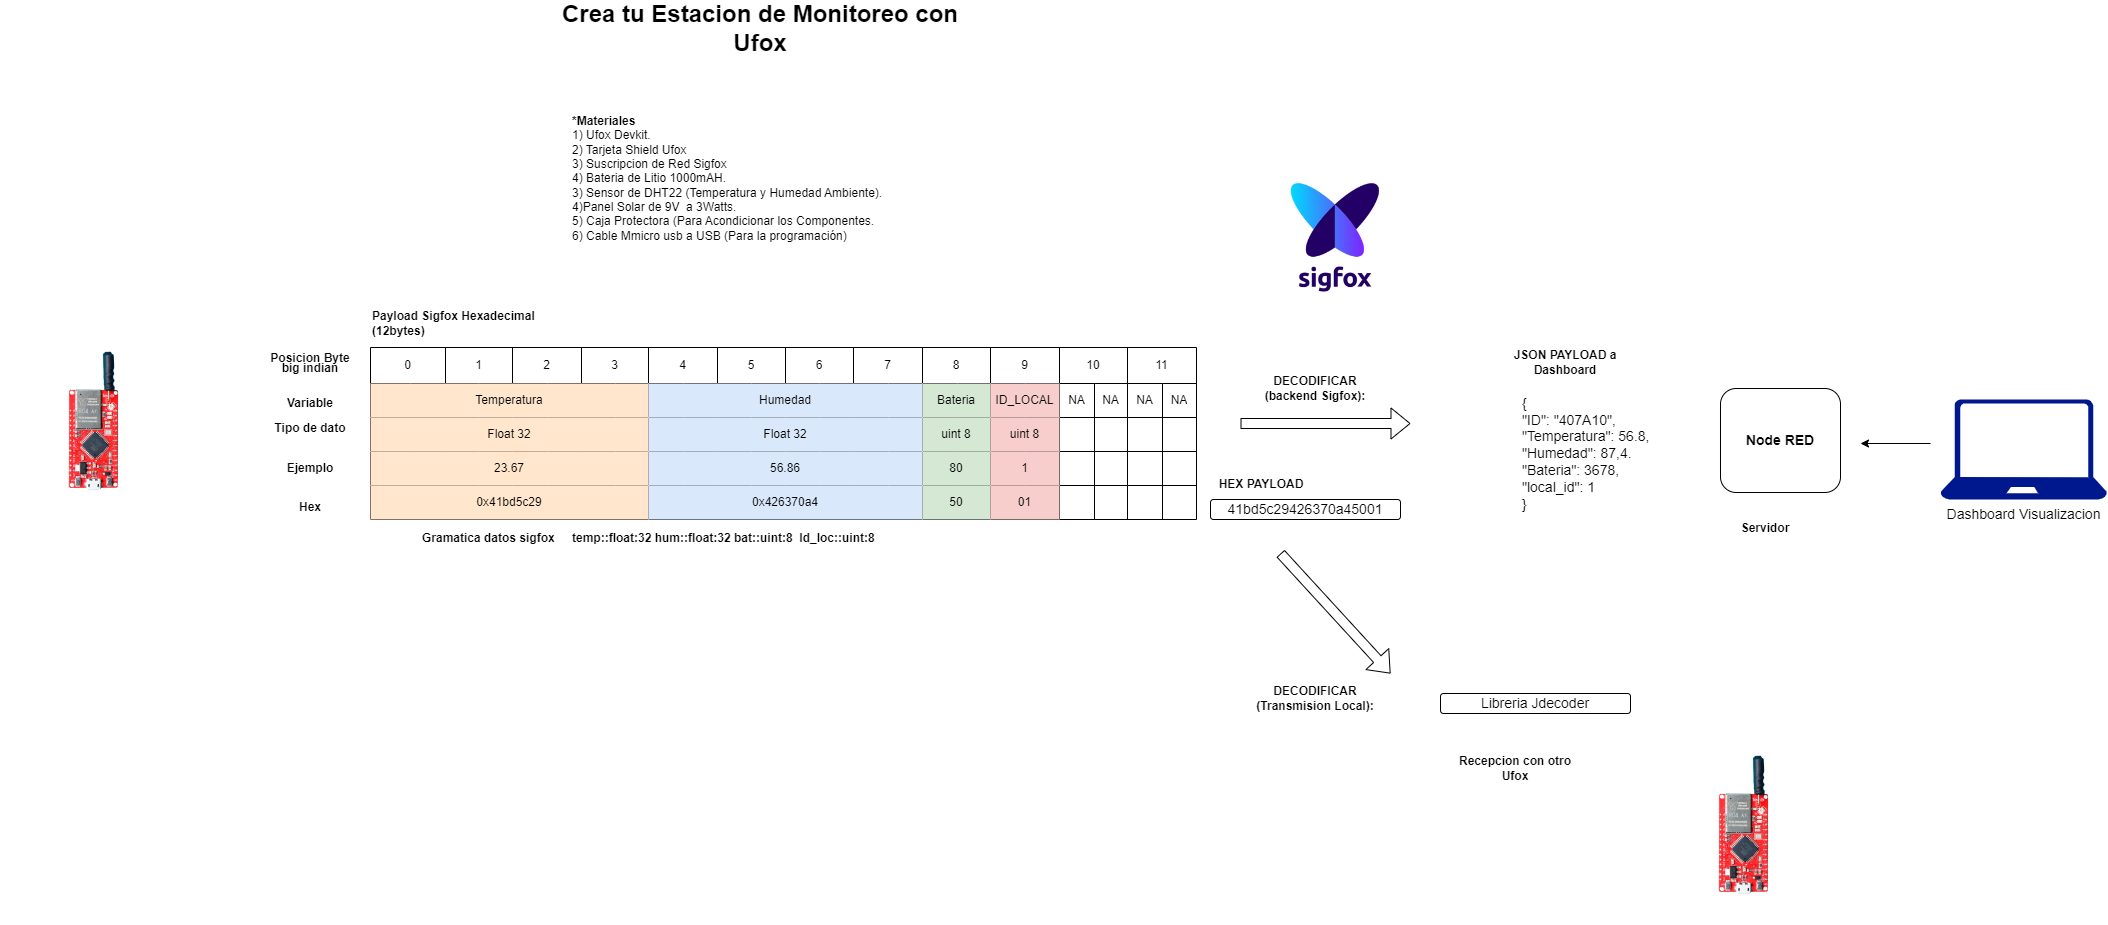 Crea tu Estacion de Monitoreo con
Ufox
*Materiales
1) Ufox Devkit.
2) Tarjeta Shield Ufox
3) Suscripcion de Red Sigfox
4) Bateria de Litio 1000mAH.
3) Sensor de DHT22 (Temperatura y Humedad Ambiente).
4)Panel Solar de 9V  a 3Watts.
5) Caja Protectora (Para Acondicionar los Componentes.
6) Cable Mmicro usb a USB (Para la programación)
sigfox
Payload Sigfox Hexadecimal
(12bytes)
Posicion Byte
big indian
0 1 2 3 4 5 6 7 8 9 10 11
Variable
Temperatura Humedad Bateria ID_LOCAL NA NA NA NA
Tipo de dato
Float 32 Float 32 uint 8 uint 8
Ejemplo
23.67 56.86 80 1
Hex
0x41bd5c29 0x426370a4 50 01
Gramatica datos sigfox temp::float:32 hum::float:32 bat::uint:8 Id_loc::uint:8
DECODIFICAR
(backend Sigfox):
HEX PAYLOAD
41bd5c29426370a45001
JSON PAYLOAD a
Dashboard
{
"ID": "407A10",
"Temperatura": 56.8,
"Humedad": 87,4.
"Bateria": 3678,
"local_id": 1
}
Node RED
Servidor
Dashboard Visualizacion
DECODIFICAR
(Transmision Local):
Libreria Jdecoder
Recepcion con otro
Ufox